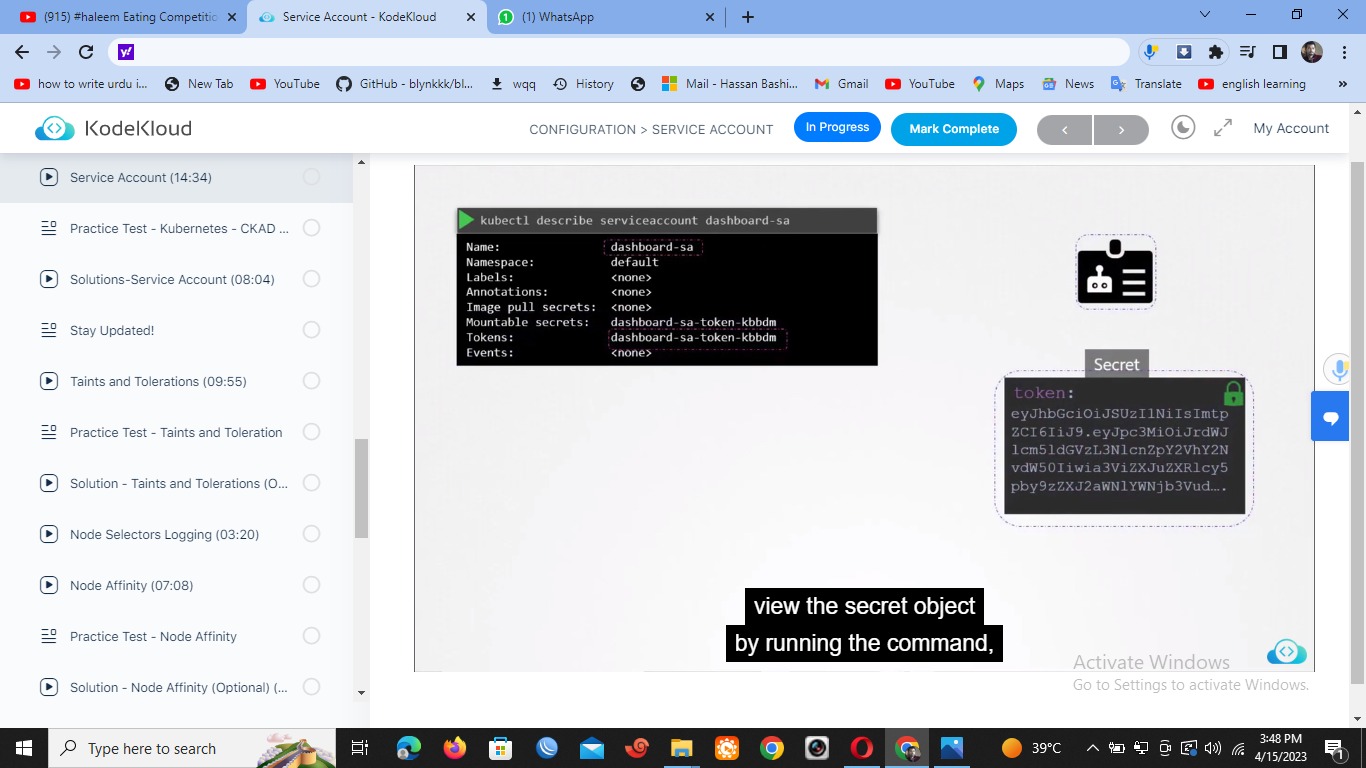 (915) #haleem Eating Competitio
Service Account - KodeKloud
(1) WhatsApp
how to write urdu i...
New Tab
YouTube
GitHub - blynkkk/bl...
wqq
History
Mail - Hassan Bashi...
Gmail
YouTube
Maps
News
Translate
english learning
»
KodeKloud
CONFIGURATION > SERVICE ACCOUNT
In Progress
Mark Complete
My Account
Service Account (14:34)
Practice Test - Kubernetes - CKAD ...
Solutions-Service Account (08:04)
Stay Updated!
Taints and Tolerations (09:55)
Practice Test - Taints and Toleration
Solution - Taints and Tolerations (O...
Node Selectors Logging (03:20)
Node Affinity (07:08)
Practice Test - Node Affinity
Solution - Node Affinity (Optional) (...
kubectl describe serviceaccount dashboard-sa
Name: dashboard-sa
Namespace: default
Labels: <none>
Annotations: <none>
Image pull secrets: <none>
Mountable secrets: dashboard-sa-token-kbbdm
Tokens: dashboard-sa-token-kbbdm
Events: <none>
Secret
token:
eyJhbGciOiJSUzI1NiIsImtp
ZCI6IiJ9.eyJpc3MiOiJrdWJ
lcm5ldGVzL3NlcnZpY2VhY2N
vdW50Iiwia3ViZXJuZXRlcy5
pby9zZXJ2aWNlYWNjb3Vud….
view the secret object
by running the command,
Activate Windows
Go to Settings to activate Windows.
Type here to search
39°C
3:48 PM
4/15/2023
1